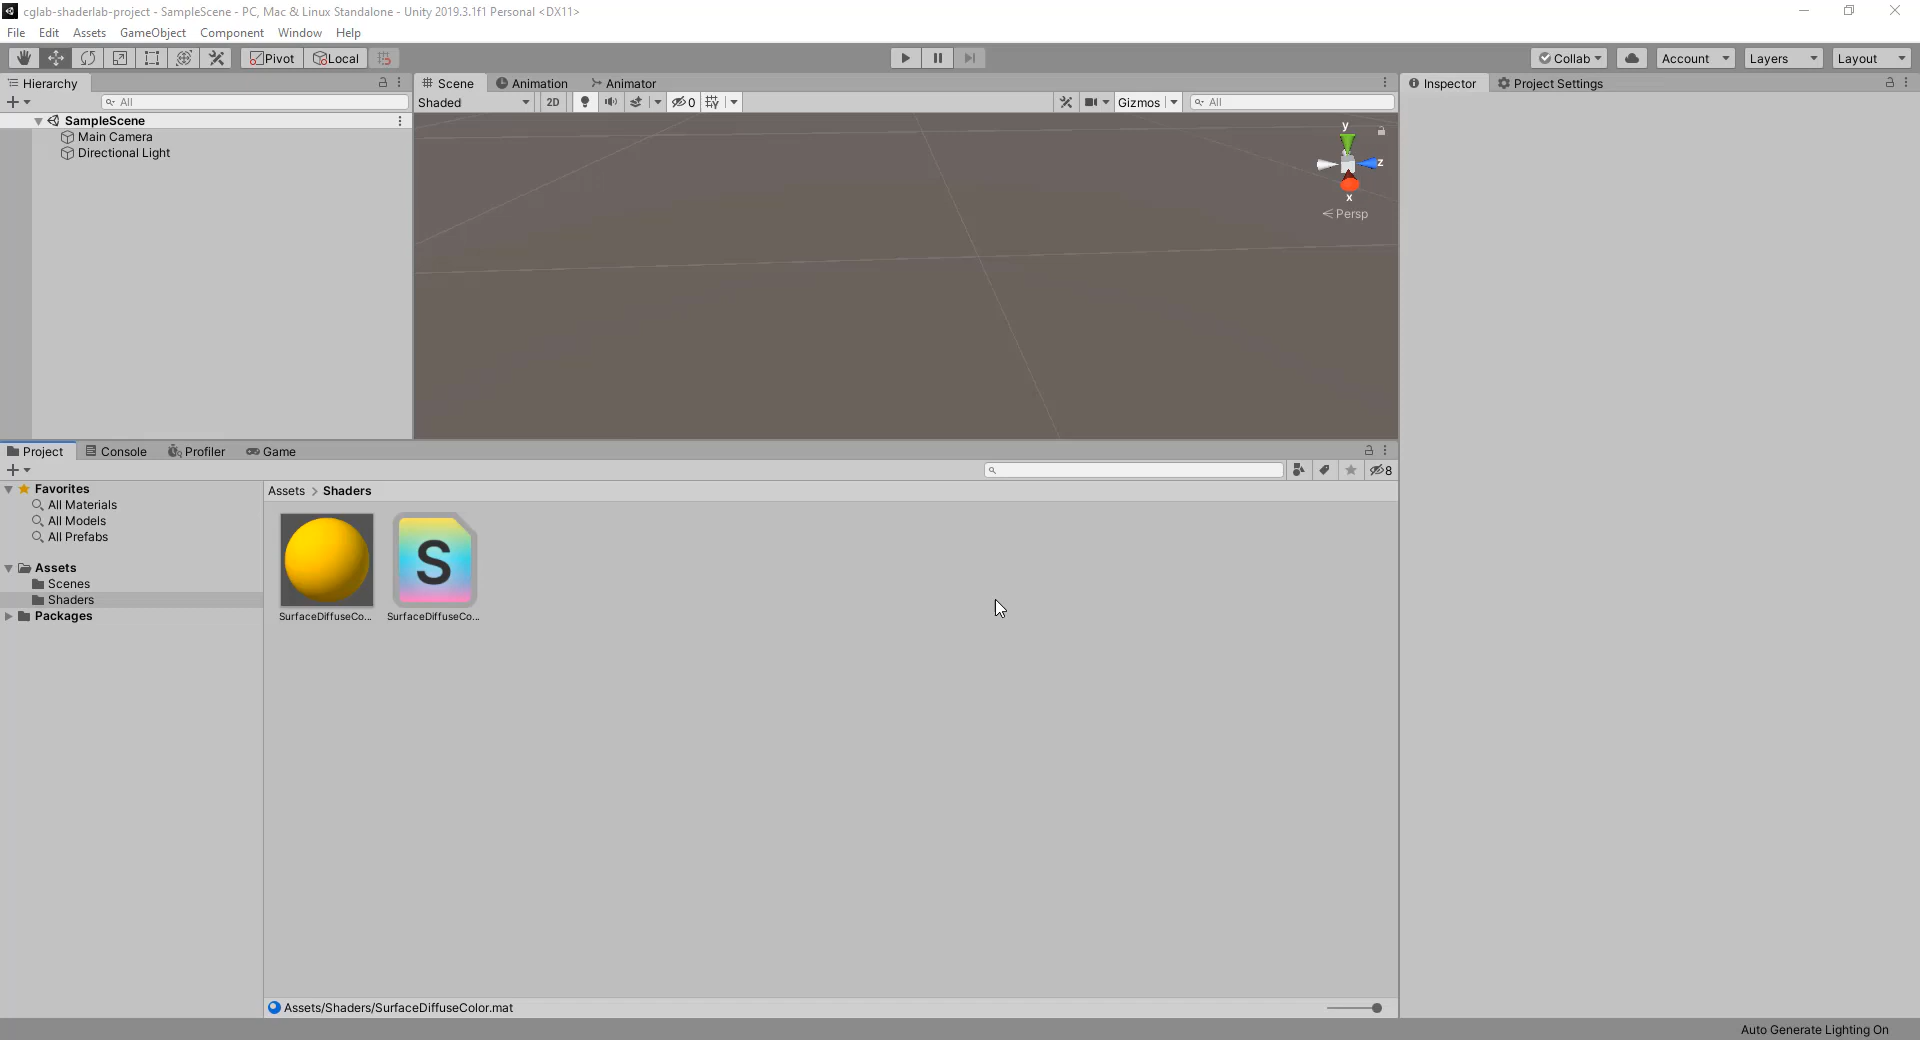 cglab-shaderlab-project - SampleScene - PC, Mac & Linux Standalone - Unity 2019.3.1f1 Personal <DX11>
File Edit Assets GameObject Component Window Help
Pivot Local Collab Account Layers Layout
Hierarchy
All
SampleScene
Main Camera
Directional Light
Scene Animation Animator
Shaded 2D 0 Gizmos All
y
z
x
Persp
Inspector Project Settings
Project Console Profiler Game
8
Favorites
All Materials
All Models
All Prefabs
Assets
Scenes
Shaders
Packages
Assets > Shaders
S
SurfaceDiffuseCo... SurfaceDiffuseCo...
Assets/Shaders/SurfaceDiffuseColor.mat
Auto Generate Lighting On